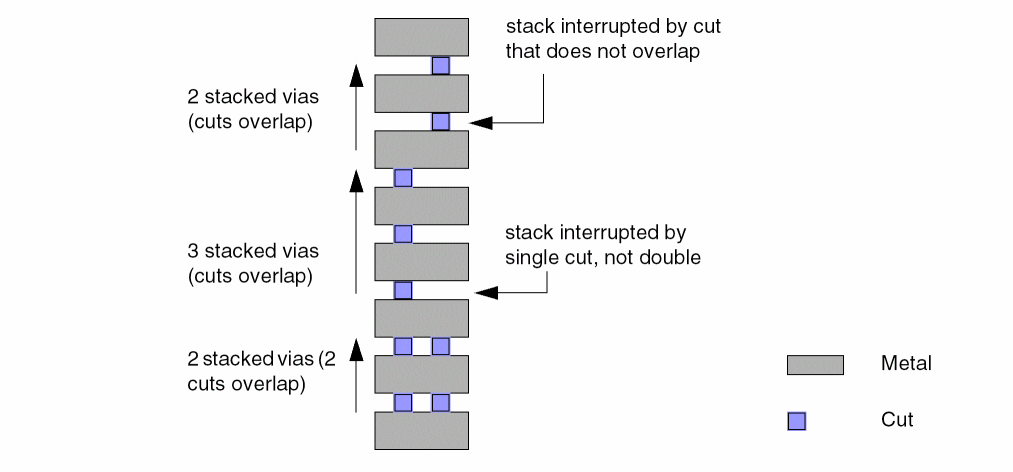 stack interrupted by cut
that does not overlap
2 stacked vias
(cuts overlap)
stack interrupted by
single cut, not double
3 stacked vias
(cuts overlap)
2 stacked vias (2
cuts overlap)
Metal
Cut